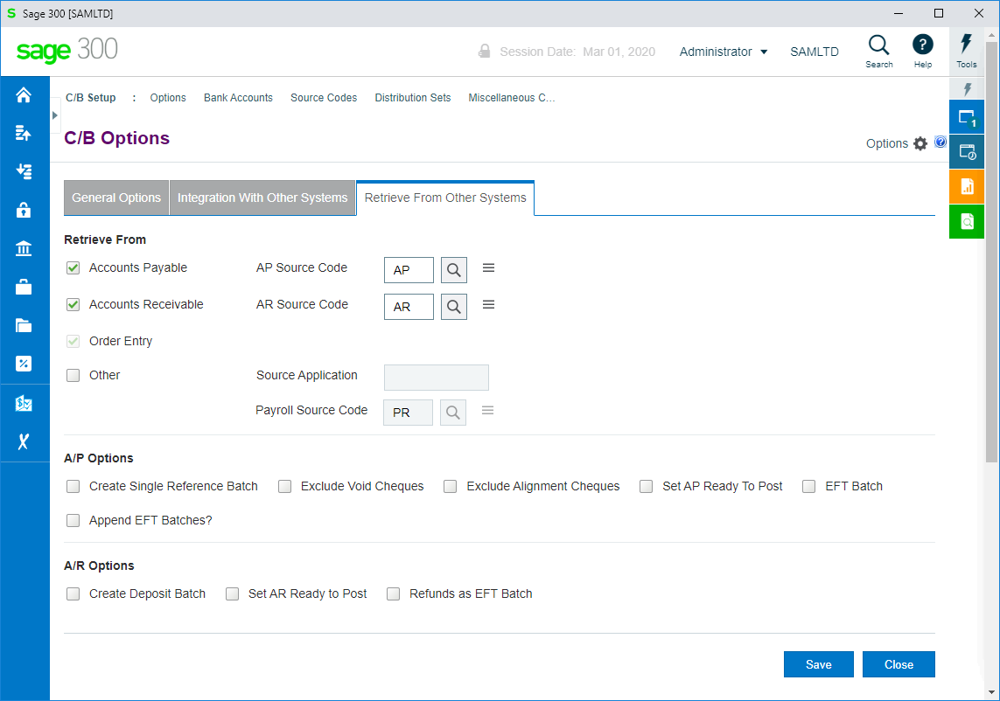 S Sage 300 [SAMLTD]
sage 300 Session Date: Mar 01, 2020 Administrator SAMLTD Search ? Help Tools
C/B Setup : Options Bank Accounts Source Codes Distribution Sets Miscellaneous C...
1
C/B Options
Options ?
General Options Integration With Other Systems Retrieve From Other Systems
Retrieve From
Accounts Payable AP Source Code AP
Accounts Receivable AR Source Code AR
Order Entry
Other Source Application
Payroll Source Code PR
A/P Options
Create Single Reference Batch Exclude Void Cheques Exclude Alignment Cheques Set AP Ready To Post EFT Batch
Append EFT Batches?
A/R Options
Create Deposit Batch Set AR Ready to Post Refunds as EFT Batch
Save Close